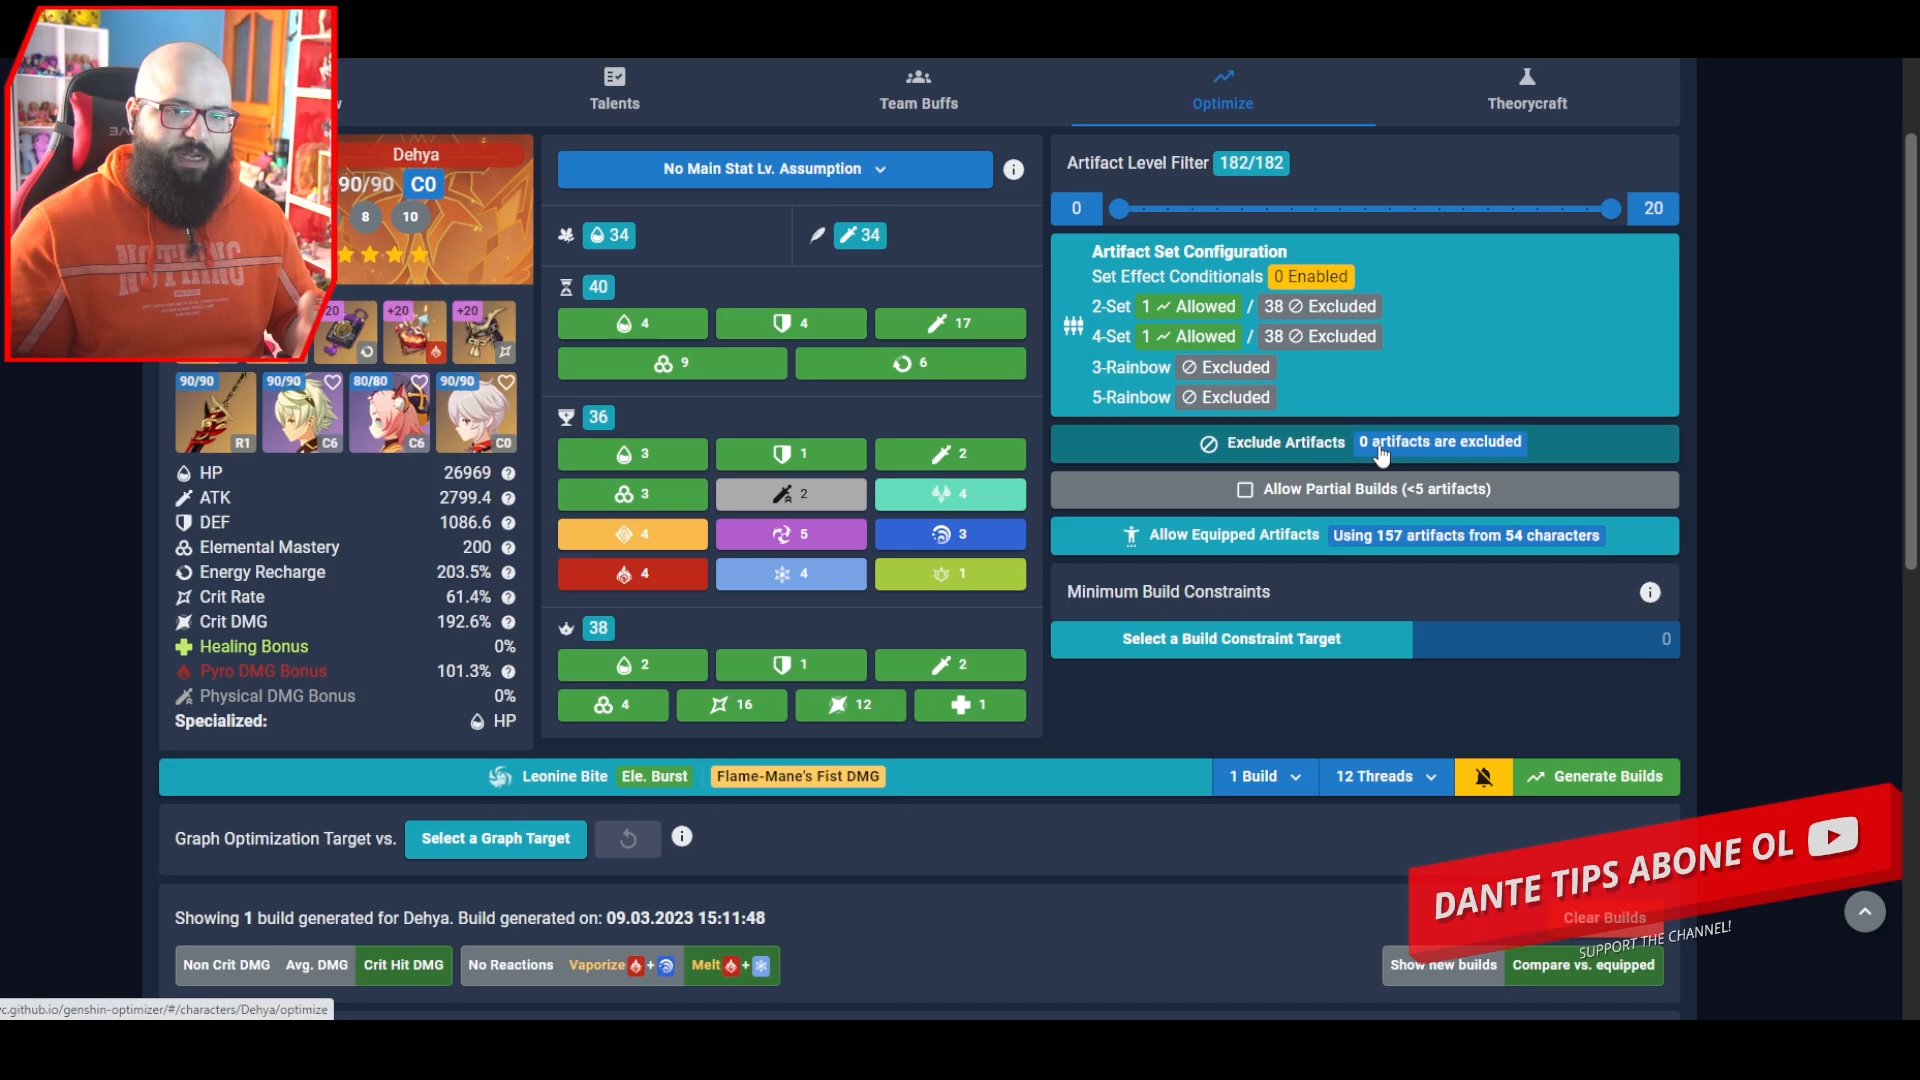 Talents
Team Buffs
Optimize
Theorycraft
Dehya
90/90 C0
8 10
+20 +20
90/90 90/90 80/80 90/90
R1 C6 C6 C0
HP 26969
ATK 2799.4
DEF 1086.6
Elemental Mastery 200
Energy Recharge 203.5%
Crit Rate 61.4%
Crit DMG 192.6%
Healing Bonus 0%
Pyro DMG Bonus 101.3%
Physical DMG Bonus 0%
Specialized: HP
No Main Stat Lv. Assumption
34 34
40
4 4 17
9 6
36
3 1 2
3 2 4
4 5 3
4 4 1
38
2 1 2
4 16 12 1
Artifact Level Filter 182/182
0 20
Artifact Set Configuration
Set Effect Conditionals 0 Enabled
2-Set 1 Allowed / 38 Excluded
4-Set 1 Allowed / 38 Excluded
3-Rainbow Excluded
5-Rainbow Excluded
Exclude Artifacts 0 artifacts are excluded
Allow Partial Builds (<5 artifacts)
Allow Equipped Artifacts Using 157 artifacts from 54 characters
Minimum Build Constraints
Select a Build Constraint Target 0
Leonine Bite Ele. Burst Flame-Mane's Fist DMG 1 Build 12 Threads Generate Builds
Graph Optimization Target vs. Select a Graph Target
Showing 1 build generated for Dehya. Build generated on: 09.03.2023 15:11:48
Clear Builds
Non Crit DMG Avg. DMG Crit Hit DMG No Reactions Vaporize + Melt +
Show new builds Compare vs. equipped
DANTE TIPS ABONE OL
SUPPORT THE CHANNEL!
c.github.io/genshin-optimizer/#/characters/Dehya/optimize
NOTHING